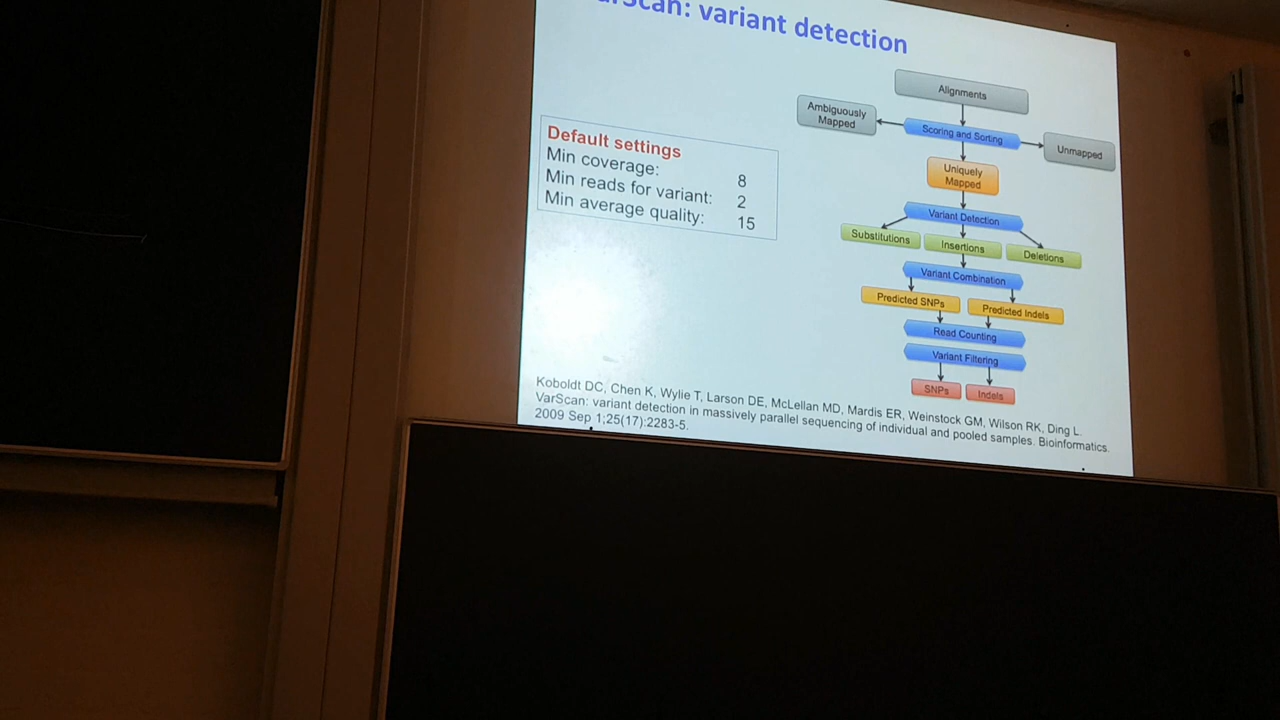 VarScan: variant detection
Default settings
Min coverage: 8
Min reads for variant: 2
Min average quality: 15
Alignments
Ambiguously
Mapped
Scoring and Sorting
Unmapped
Uniquely
Mapped
Variant Detection
Substitutions
Insertions
Deletions
Variant Combination
Predicted SNPs
Predicted Indels
Read Counting
Variant Filtering
SNPs
Indels
Koboldt DC, Chen K, Wylie T, Larson DE, McLellan MD, Mardis ER, Weinstock GM, Wilson RK, Ding L.
VarScan: variant detection in massively parallel sequencing of individual and pooled samples. Bioinformatics.
2009 Sep 1;25(17):2283-5.